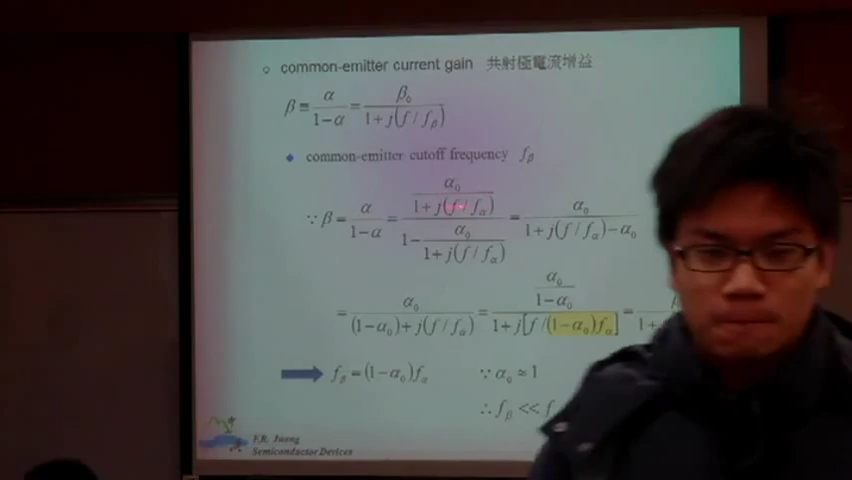 ○ common-emitter current gain 共射極電流增益
β ≡ α/(1−α) = β₀/(1+j(f/f_β))
◆ common-emitter cutoff frequency f_β
∵ β = α/(1−α) = (α₀/(1+j(f/f_α)))/(1−α₀/(1+j(f/f_α))) = α₀/(1+j(f/f_α)−α₀)
= α₀/((1−α₀)+j(f/f_α)) = (α₀/(1−α₀))/(1+j[f/(1−α₀)f_α]) =
f_β = (1−α₀)f_α ∵ α₀ ≃ 1
∴ f_β << f
F.R. Juang
Semiconductor Devices